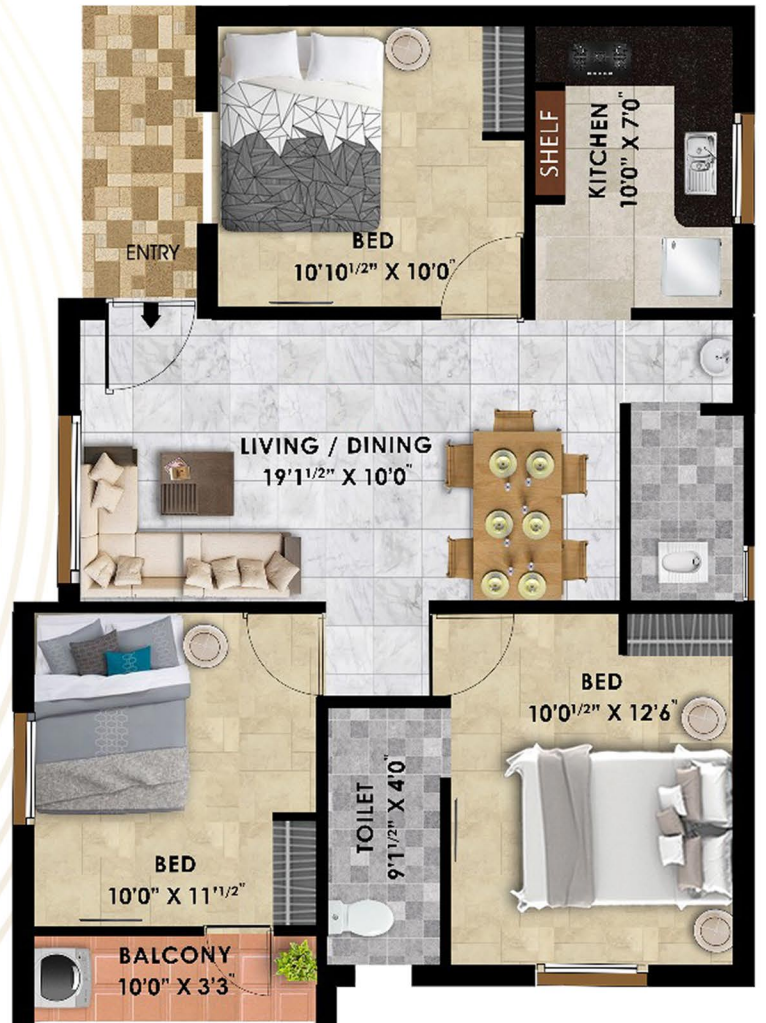 ENTRY
BED
10'10 1/2" X 10'0"
SHELF
KITCHEN
10'0" X 7'0"
LIVING / DINING
19'1 1/2" X 10'0"
BED
10'0 1/2" X 12'6"
TOILET
9'1 1/2" X 4'0"
BED
10'0" X 11' 1/2"
BALCONY
10'0" X 3'3"